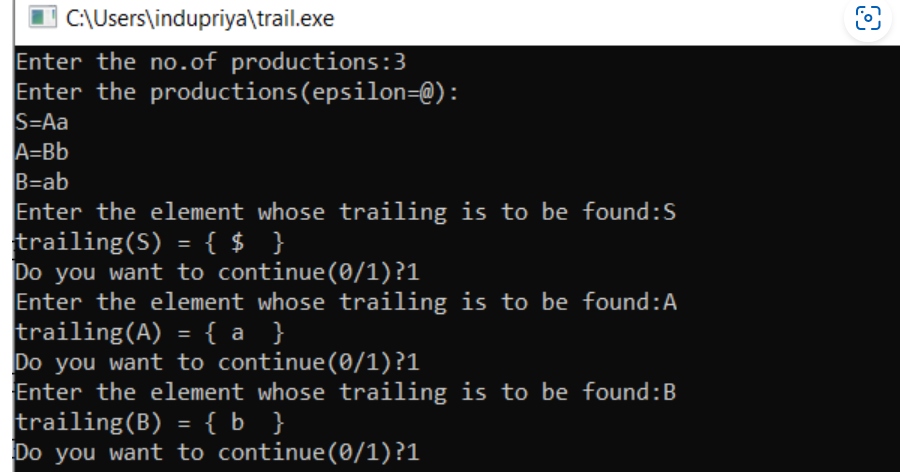 C:\Users\indupriya\trail.exe
Enter the no.of productions:3
Enter the productions(epsilon=@):
S=Aa
A=Bb
B=ab
Enter the element whose trailing is to be found:S
trailing(S) = { $  }
Do you want to continue(0/1)?1
Enter the element whose trailing is to be found:A
trailing(A) = { a  }
Do you want to continue(0/1)?1
Enter the element whose trailing is to be found:B
trailing(B) = { b  }
Do you want to continue(0/1)?1